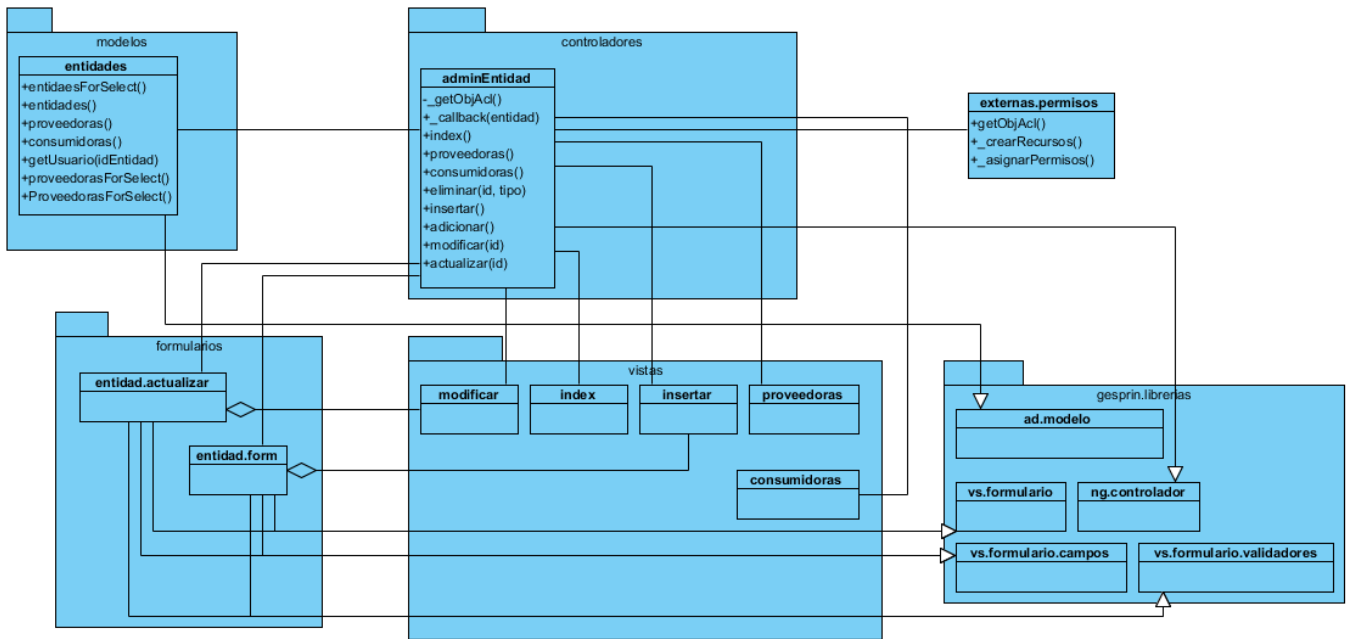 modelos
entidades
+entidaesForSelect()
+entidades()
+proveedoras()
+consumidoras()
+getUsuario(idEntidad)
+proveedorasForSelect()
+ProveedorasForSelect()
controladores
adminEntidad
-_getObjAcl()
+_callback(entidad)
+index()
+proveedoras()
+consumidoras()
+eliminar(id, tipo)
+insertar()
+adicionar()
+modificar(id)
+actualizar(id)
externas.permisos
+getObjAcl()
+_crearRecursos()
+_asignarPermisos()
formularios
entidad.actualizar
entidad.form
vistas
modificar
index
insertar
proveedoras
consumidoras
gesprin.librerias
ad.modelo
vs.formulario
ng.controlador
vs.formulario.campos
vs.formulario.validadores